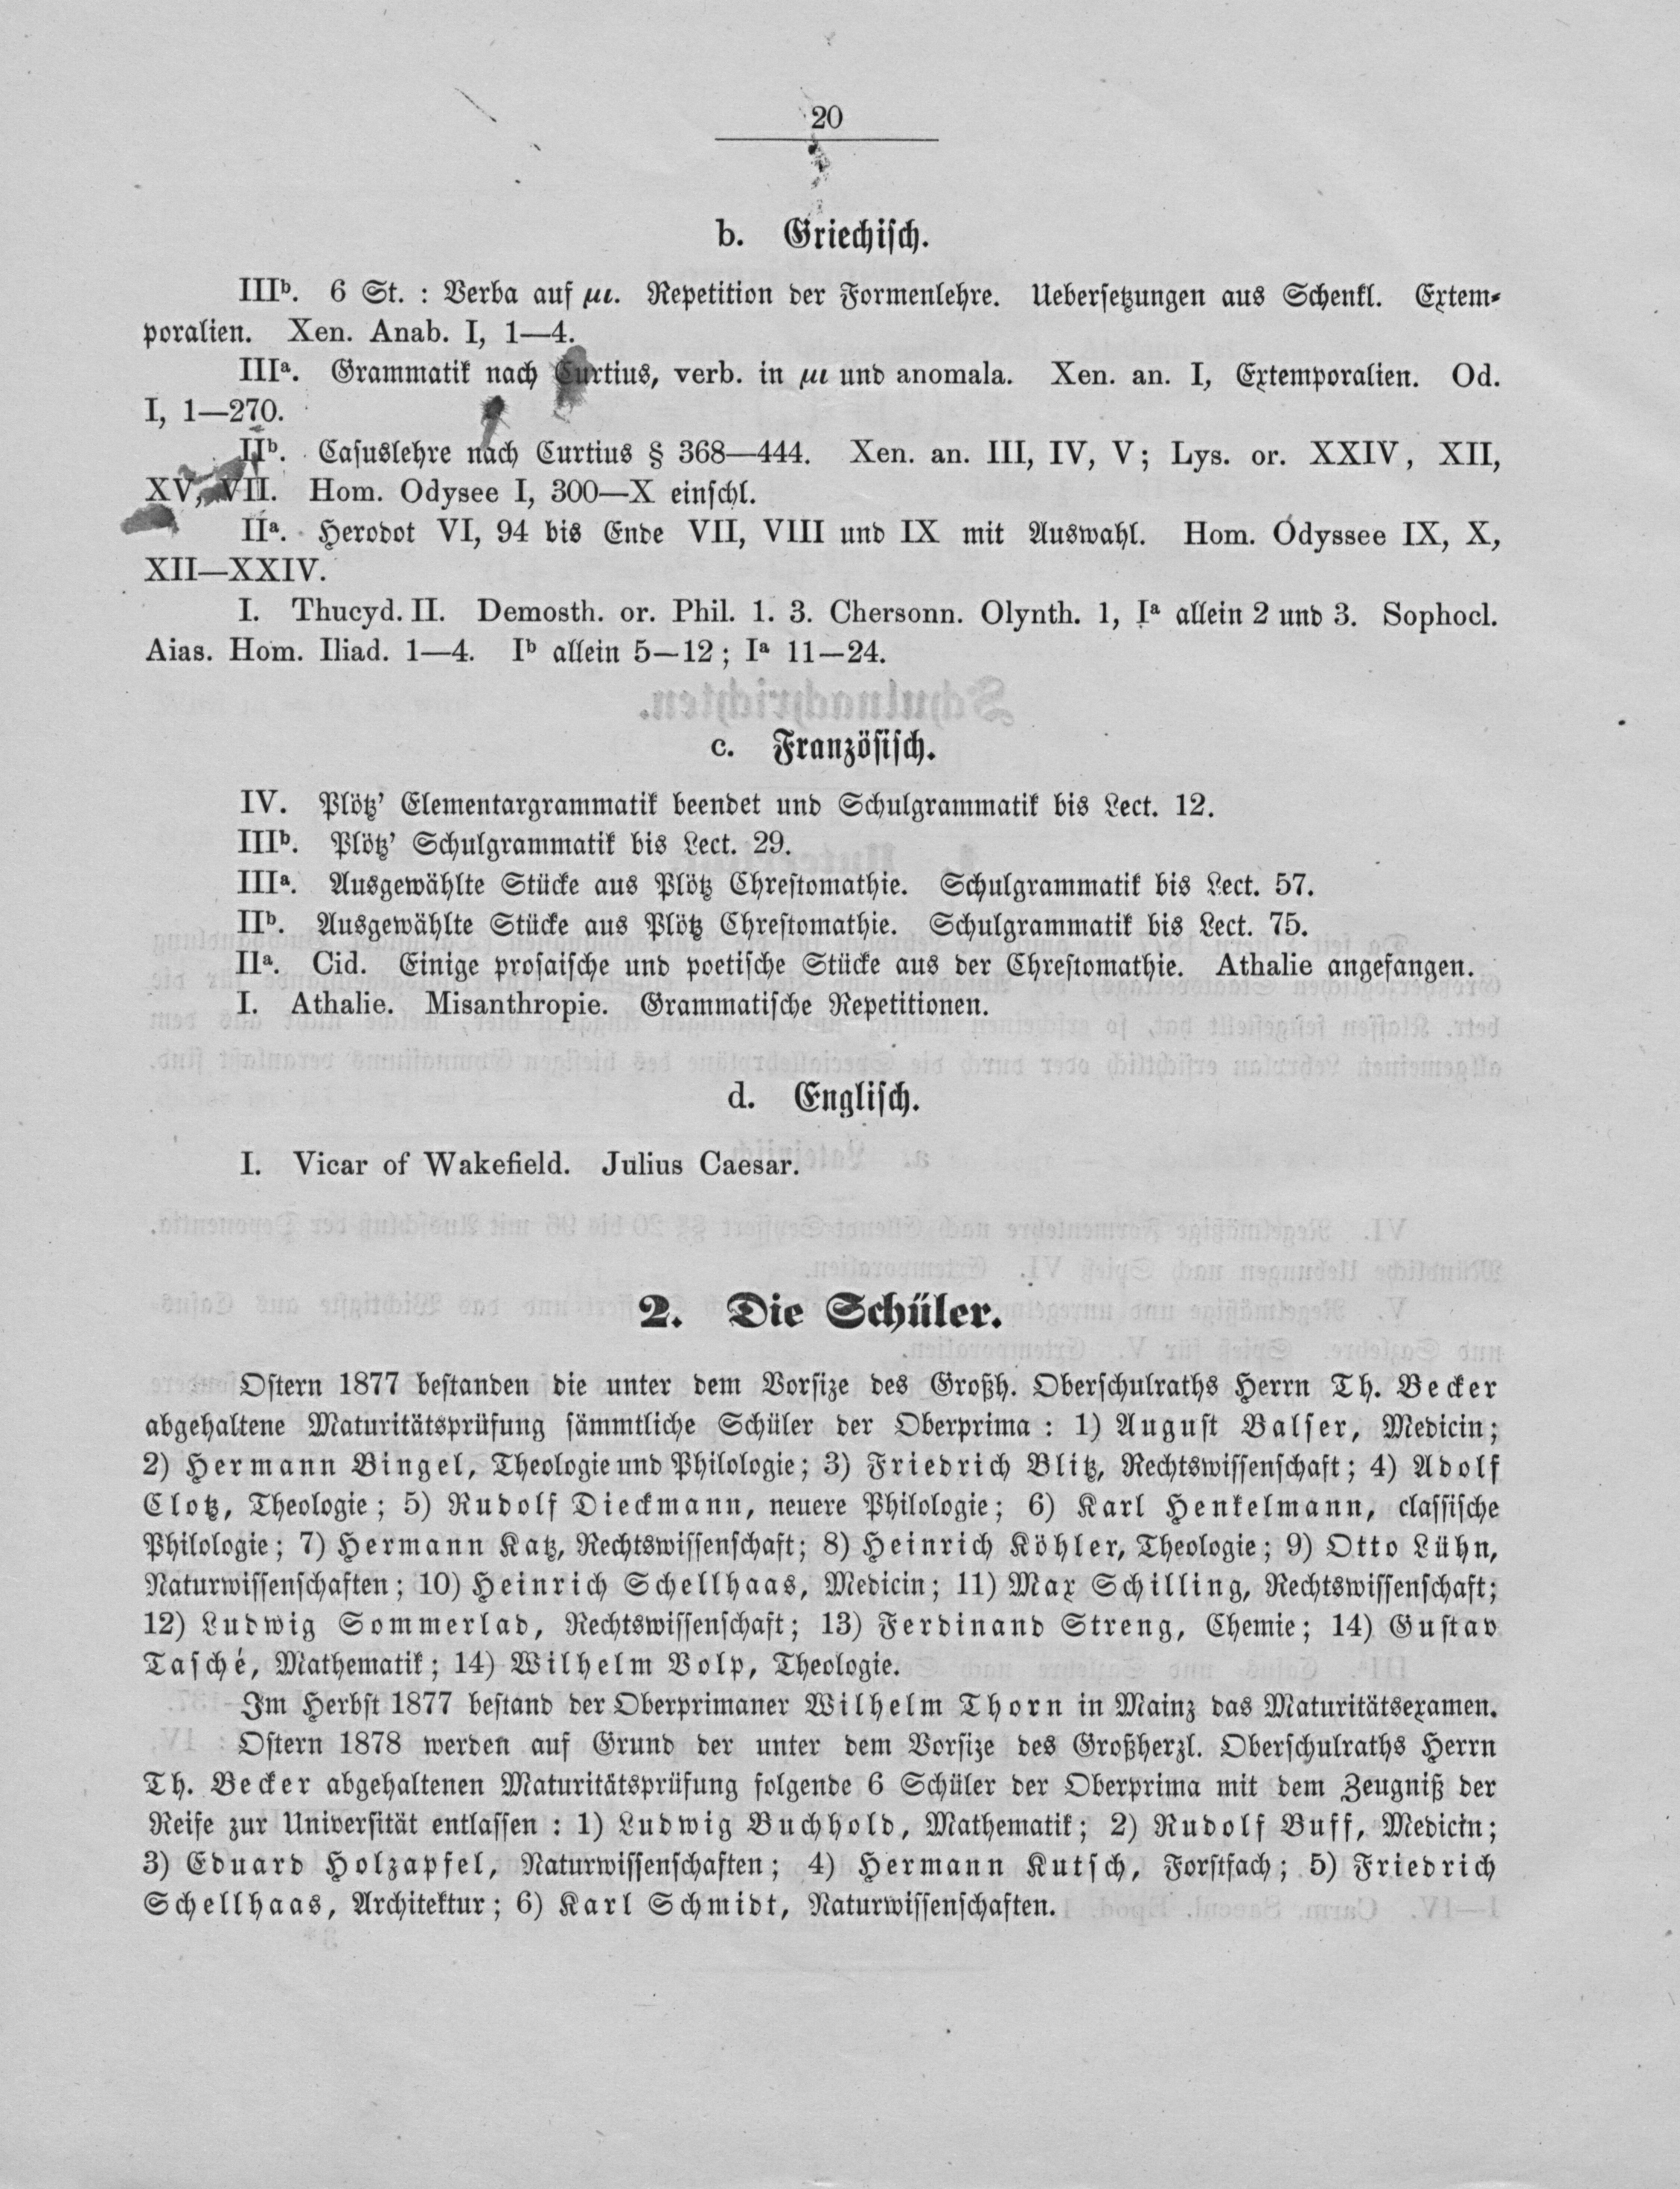 20
b. Griechisch.
IIIb. 6 St. : Verba auf μι. Repetition der Formenlehre. Uebersetzungen aus Schenkl. Extem-
poralien. Xen. Anab. I, 1—4.
IIIa. Grammatik nach Curtius, verb. in μι und anomala. Xen. an. I, Extemporalien. Od.
I, 1—270.
IIb. Casuslehre nach Curtius § 368—444. Xen. an. III, IV, V; Lys. or. XXIV, XII,
XV, VII. Hom. Odysee I, 300—X einschl.
IIa. Herodot VI, 94 bis Ende VII, VIII und IX mit Auswahl. Hom. Odyssee IX, X,
XII—XXIV.
I. Thucyd. II. Demosth. or. Phil. 1. 3. Chersonn. Olynth. 1, Ia allein 2 und 3. Sophocl.
Aias. Hom. Iliad. 1—4. Ib allein 5—12; Ia 11—24.
c. Französisch.
IV. Plötz' Elementargrammatik beendet und Schulgrammatik bis Lect. 12.
IIIb. Plötz' Schulgrammatik bis Lect. 29.
IIIa. Ausgewählte Stücke aus Plötz Chrestomathie. Schulgrammatik bis Lect. 57.
IIb. Ausgewählte Stücke aus Plötz Chrestomathie. Schulgrammatik bis Lect. 75.
IIa. Cid. Einige prosaische und poetische Stücke aus der Chrestomathie. Athalie angefangen.
I. Athalie. Misanthropie. Grammatische Repetitionen.
d. Englisch.
I. Vicar of Wakefield. Julius Caesar.
2. Die Schüler.
Ostern 1877 bestanden die unter dem Vorsize des Großh. Oberschulraths Herrn Th. Becker
abgehaltene Maturitätsprüfung sämmtliche Schüler der Oberprima : 1) August Balser, Medicin;
2) Hermann Bingel, Theologie und Philologie; 3) Friedrich Blitz, Rechtswissenschaft; 4) Adolf
Clotz, Theologie; 5) Rudolf Dieckmann, neuere Philologie; 6) Karl Henkelmann, classische
Philologie; 7) Hermann Katz, Rechtswissenschaft; 8) Heinrich Köhler, Theologie; 9) Otto Lühn,
Naturwissenschaften; 10) Heinrich Schellhaas, Medicin; 11) Max Schilling, Rechtswissenschaft;
12) Ludwig Sommerlad, Rechtswissenschaft; 13) Ferdinand Streng, Chemie; 14) Gustav
Tasché, Mathematik; 14) Wilhelm Volp, Theologie.
Im Herbst 1877 bestand der Oberprimaner Wilhelm Thorn in Mainz das Maturitätsexamen.
Ostern 1878 werden auf Grund der unter dem Vorsize des Großherzl. Oberschulraths Herrn
Th. Becker abgehaltenen Maturitätsprüfung folgende 6 Schüler der Oberprima mit dem Zeugniß der
Reife zur Universität entlassen : 1) Ludwig Buchhold, Mathematik; 2) Rudolf Buff, Medicin;
3) Eduard Holzapfel, Naturwissenschaften; 4) Hermann Kutsch, Forstfach; 5) Friedrich
Schellhaas, Architektur; 6) Karl Schmidt, Naturwissenschaften.